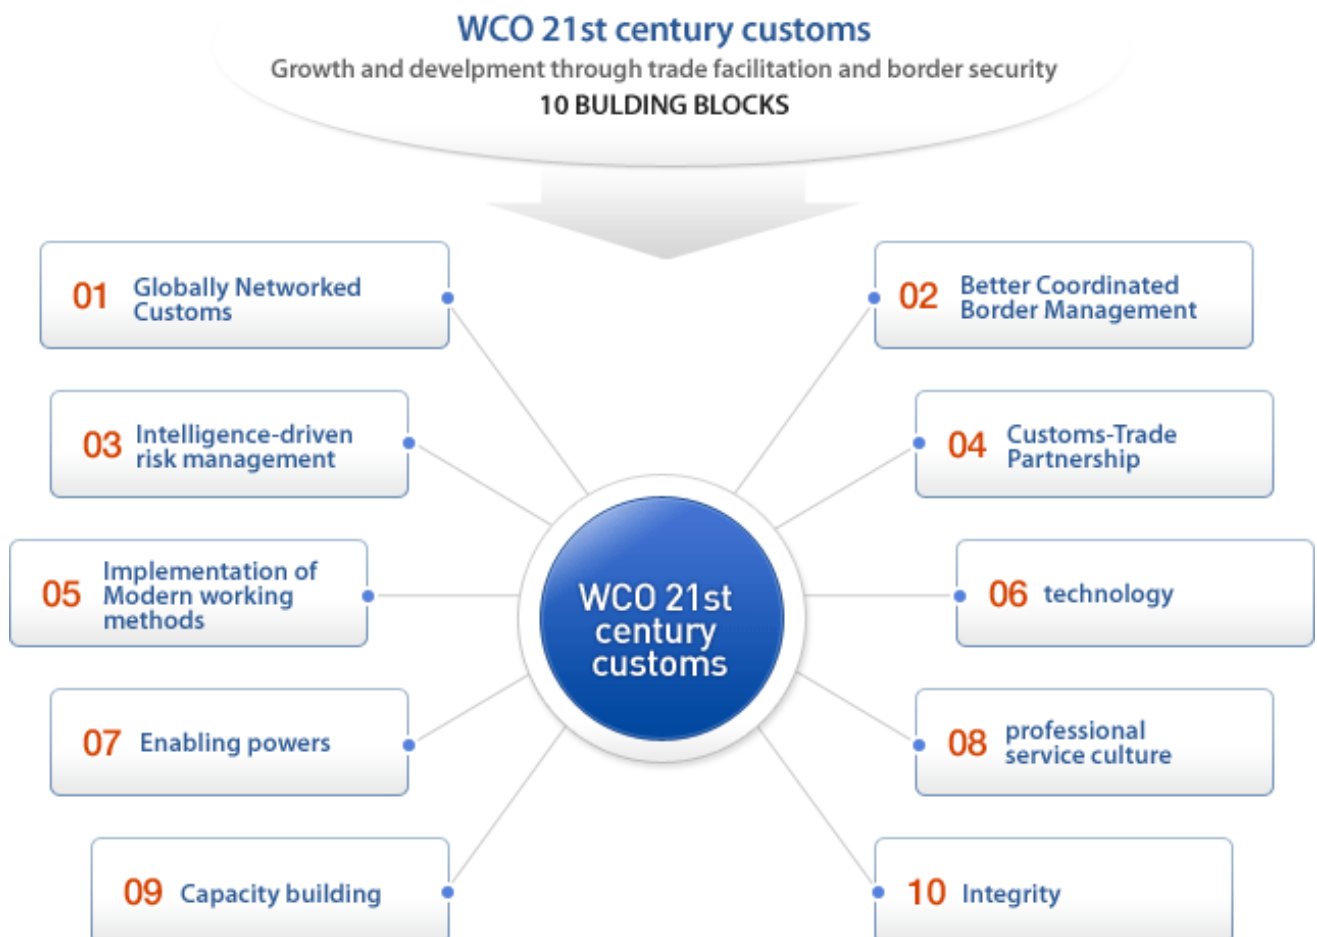 WCO 21st century customs
Growth and develpment through trade facilitation and border security
10 BULDING BLOCKS
01 Globally Networked
Customs
02 Better Coordinated
Border Management
03 Intelligence-driven
risk management
04 Customs-Trade
Partnership
05 Implementation of
Modern working
methods
06 technology
WCO 21st
century
customs
07 Enabling powers
08 professional
service culture
09 Capacity building
10 Integrity